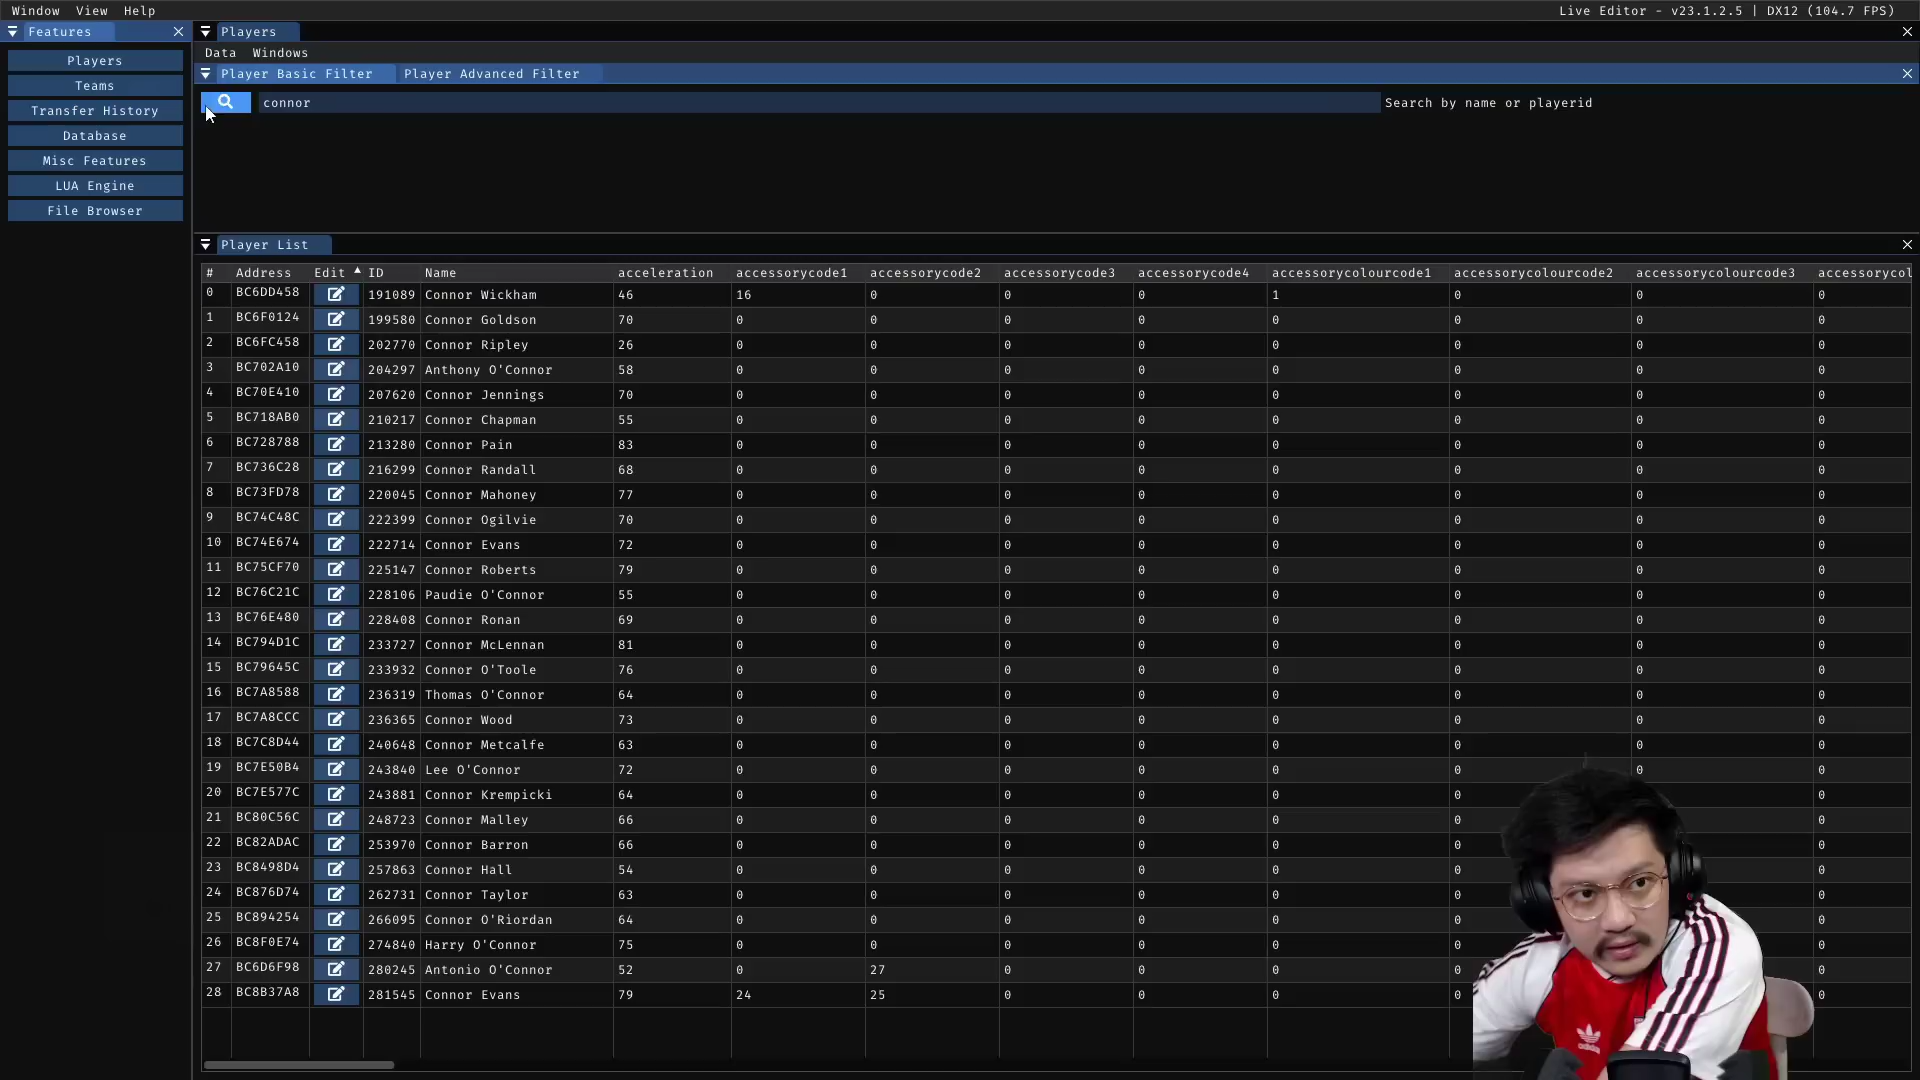 Window View Help Live Editor - v23.1.2.5 | DX12 (104.7 FPS)
Features Players
Data Windows
Player Basic Filter Player Advanced Filter
connor Search by name or playerid
Players
Teams
Transfer History
Database
Misc Features
LUA Engine
File Browser
Player List
# Address Edit ID Name acceleration accessorycode1 accessorycode2 accessorycode3 accessorycode4 accessorycolourcode1 accessorycolourcode2 accessorycolourcode3 accessorycol
0 BC6DD458 191089 Connor Wickham 46 16 0 0 0 1 0 0 0
1 BC6F0124 199580 Connor Goldson 70 0 0 0 0 0 0 0 0
2 BC6FC458 202770 Connor Ripley 26 0 0 0 0 0 0 0 0
3 BC702A10 204297 Anthony O'Connor 58 0 0 0 0 0 0 0 0
4 BC70E410 207620 Connor Jennings 70 0 0 0 0 0 0 0 0
5 BC718AB0 210217 Connor Chapman 55 0 0 0 0 0 0 0 0
6 BC728788 213280 Connor Pain 83 0 0 0 0 0 0 0 0
7 BC736C28 216299 Connor Randall 68 0 0 0 0 0 0 0 0
8 BC73FD78 220045 Connor Mahoney 77 0 0 0 0 0 0 0 0
9 BC74C48C 222399 Connor Ogilvie 70 0 0 0 0 0 0 0 0
10 BC74E674 222714 Connor Evans 72 0 0 0 0 0 0 0 0
11 BC75CF70 225147 Connor Roberts 79 0 0 0 0 0 0 0 0
12 BC76C21C 228106 Paudie O'Connor 55 0 0 0 0 0 0 0 0
13 BC76E480 228408 Connor Ronan 69 0 0 0 0 0 0 0 0
14 BC794D1C 233727 Connor McLennan 81 0 0 0 0 0 0 0 0
15 BC79645C 233932 Connor O'Toole 76 0 0 0 0 0 0 0 0
16 BC7A8588 236319 Thomas O'Connor 64 0 0 0 0 0 0 0 0
17 BC7A8CCC 236365 Connor Wood 73 0 0 0 0 0 0 0 0
18 BC7C8D44 240648 Connor Metcalfe 63 0 0 0 0 0 0 0 0
19 BC7E50B4 243840 Lee O'Connor 72 0 0 0 0 0 0 0 0
20 BC7E577C 243881 Connor Krempicki 64 0 0 0 0 0 0 0
21 BC80C56C 248723 Connor Malley 66 0 0 0 0 0 0 0
22 BC82ADAC 253970 Connor Barron 66 0 0 0 0 0 0 0
23 BC8498D4 257863 Connor Hall 54 0 0 0 0 0 0 0
24 BC876D74 262731 Connor Taylor 63 0 0 0 0 0 0 0
25 BC894254 266095 Connor O'Riordan 64 0 0 0 0 0 0 0
26 BC8F0E74 274840 Harry O'Connor 75 0 0 0 0 0 0 0
27 BC6D6F98 280245 Antonio O'Connor 52 0 27 0 0 0 0 0
28 BC8B37A8 281545 Connor Evans 79 24 25 0 0 0 0 0
adidas